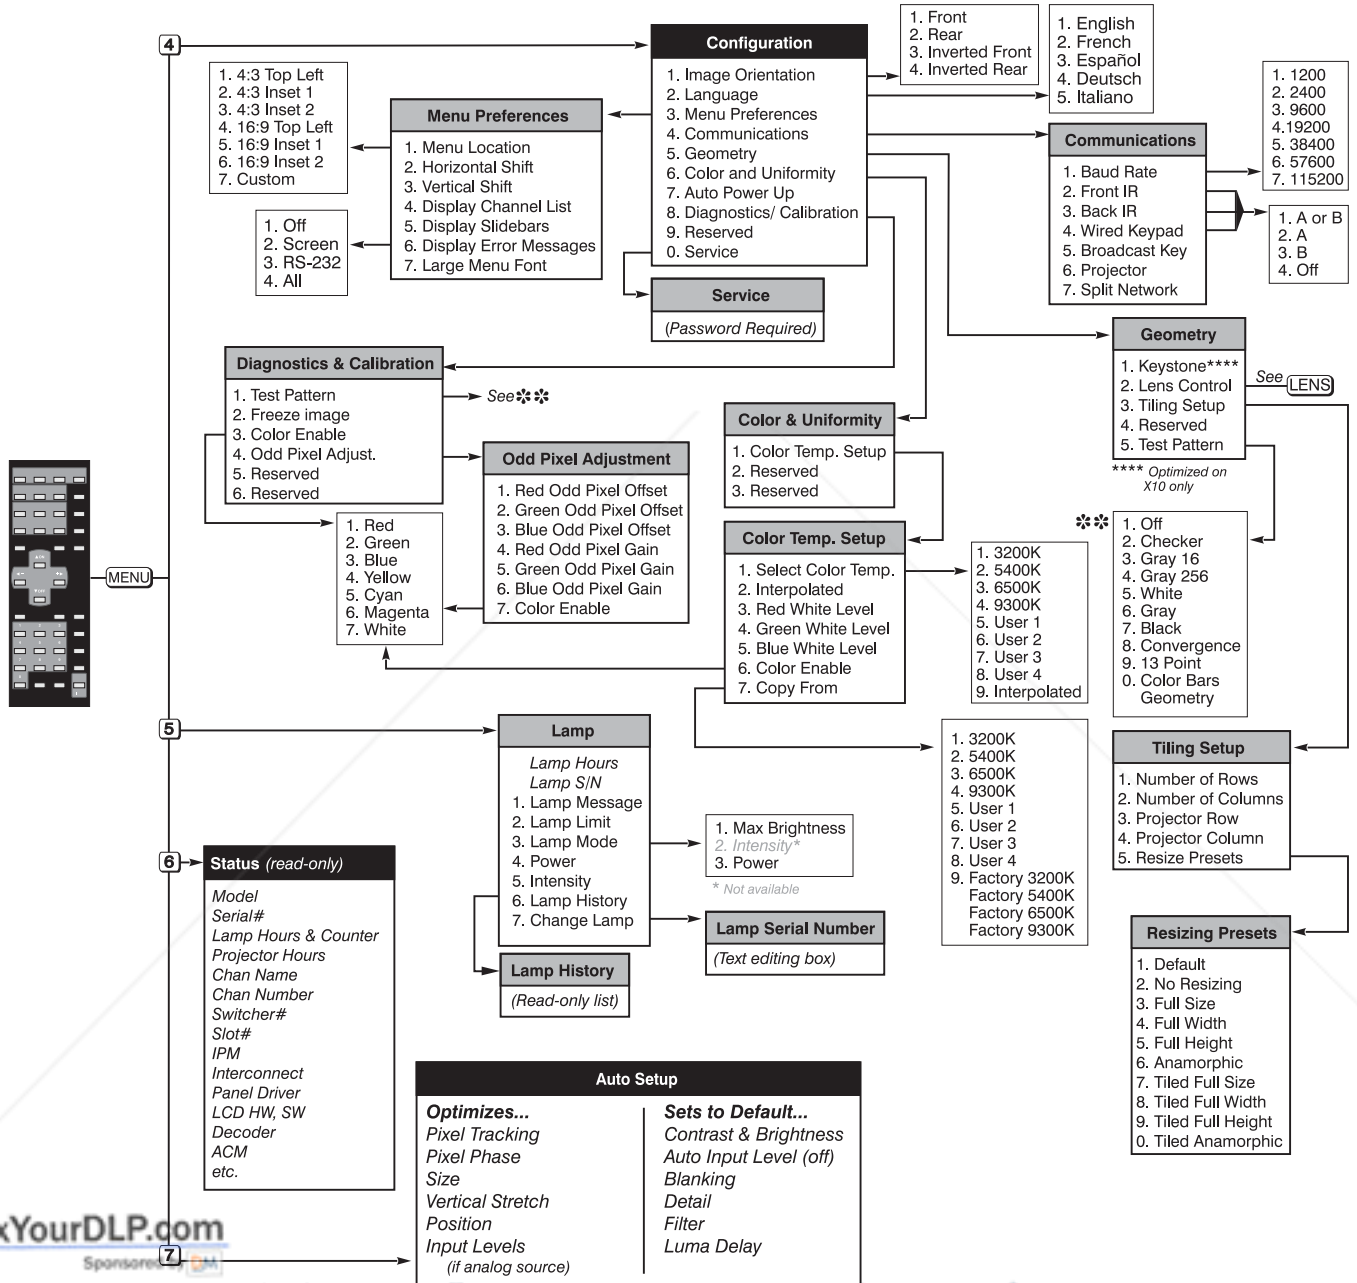 4
Configuration
1. Image Orientation
2. Language
3. Menu Preferences
4. Communications
5. Geometry
6. Color and Uniformity
7. Auto Power Up
8. Diagnostics/ Calibration
9. Reserved
0. Service
1. Front
2. Rear
3. Inverted Front
4. Inverted Rear
1. English
2. French
3. Español
4. Deutsch
5. Italiano
1. 4:3 Top Left
2. 4:3 Inset 1
3. 4:3 Inset 2
4. 16:9 Top Left
5. 16:9 Inset 1
6. 16:9 Inset 2
7. Custom
Menu Preferences
1. Menu Location
2. Horizontal Shift
3. Vertical Shift
4. Display Channel List
5. Display Slidebars
6. Display Error Messages
7. Large Menu Font
1. Off
2. Screen
3. RS-232
4. All
Communications
1. Baud Rate
2. Front IR
3. Back IR
4. Wired Keypad
5. Broadcast Key
6. Projector
7. Split Network
1. 1200
2. 2400
3. 9600
4.19200
5. 38400
6. 57600
7. 115200
1. A or B
2. A
3. B
4. Off
Service
(Password Required)
Geometry
1. Keystone****
2. Lens Control
3. Tiling Setup
4. Reserved
5. Test Pattern
See LENS
**** Optimized on
X10 only
Diagnostics & Calibration
1. Test Pattern
2. Freeze image
3. Color Enable
4. Odd Pixel Adjust.
5. Reserved
6. Reserved
See✽✽
Odd Pixel Adjustment
1. Red Odd Pixel Offset
2. Green Odd Pixel Offset
3. Blue Odd Pixel Offset
4. Red Odd Pixel Gain
5. Green Odd Pixel Gain
6. Blue Odd Pixel Gain
7. Color Enable
1. Red
2. Green
3. Blue
4. Yellow
5. Cyan
6. Magenta
7. White
Color & Uniformity
1. Color Temp. Setup
2. Reserved
3. Reserved
Color Temp. Setup
1. Select Color Temp.
2. Interpolated
3. Red White Level
4. Green White Level
5. Blue White Level
6. Color Enable
7. Copy From
1. 3200K
2. 5400K
3. 6500K
4. 9300K
5. User 1
6. User 2
7. User 3
8. User 4
9. Interpolated
✽✽
1. Off
2. Checker
3. Gray 16
4. Gray 256
5. White
6. Gray
7. Black
8. Convergence
9. 13 Point
0. Color Bars
Geometry
MENU
5
Lamp
Lamp Hours
Lamp S/N
1. Lamp Message
2. Lamp Limit
3. Lamp Mode
4. Power
5. Intensity
6. Lamp History
7. Change Lamp
1. Max Brightness
2. Intensity*
3. Power
* Not available
Lamp Serial Number
(Text editing box)
Lamp History
(Read-only list)
1. 3200K
2. 5400K
3. 6500K
4. 9300K
5. User 1
6. User 2
7. User 3
8. User 4
9. Factory 3200K
Factory 5400K
Factory 6500K
Factory 9300K
Tiling Setup
1. Number of Rows
2. Number of Columns
3. Projector Row
4. Projector Column
5. Resize Presets
Resizing Presets
1. Default
2. No Resizing
3. Full Size
4. Full Width
5. Full Height
6. Anamorphic
7. Tiled Full Size
8. Tiled Full Width
9. Tiled Full Height
0. Tiled Anamorphic
6
Status (read-only)
Model
Serial#
Lamp Hours & Counter
Projector Hours
Chan Name
Chan Number
Switcher#
Slot#
IPM
Interconnect
Panel Driver
LCD HW, SW
Decoder
ACM
etc.
7
Auto Setup
Optimizes...
Pixel Tracking
Pixel Phase
Size
Vertical Stretch
Position
Input Levels
(if analog source)
Sets to Default...
Contrast & Brightness
Auto Input Level (off)
Blanking
Detail
Filter
Luma Delay
xYourDLP.com
Sponsored by DM